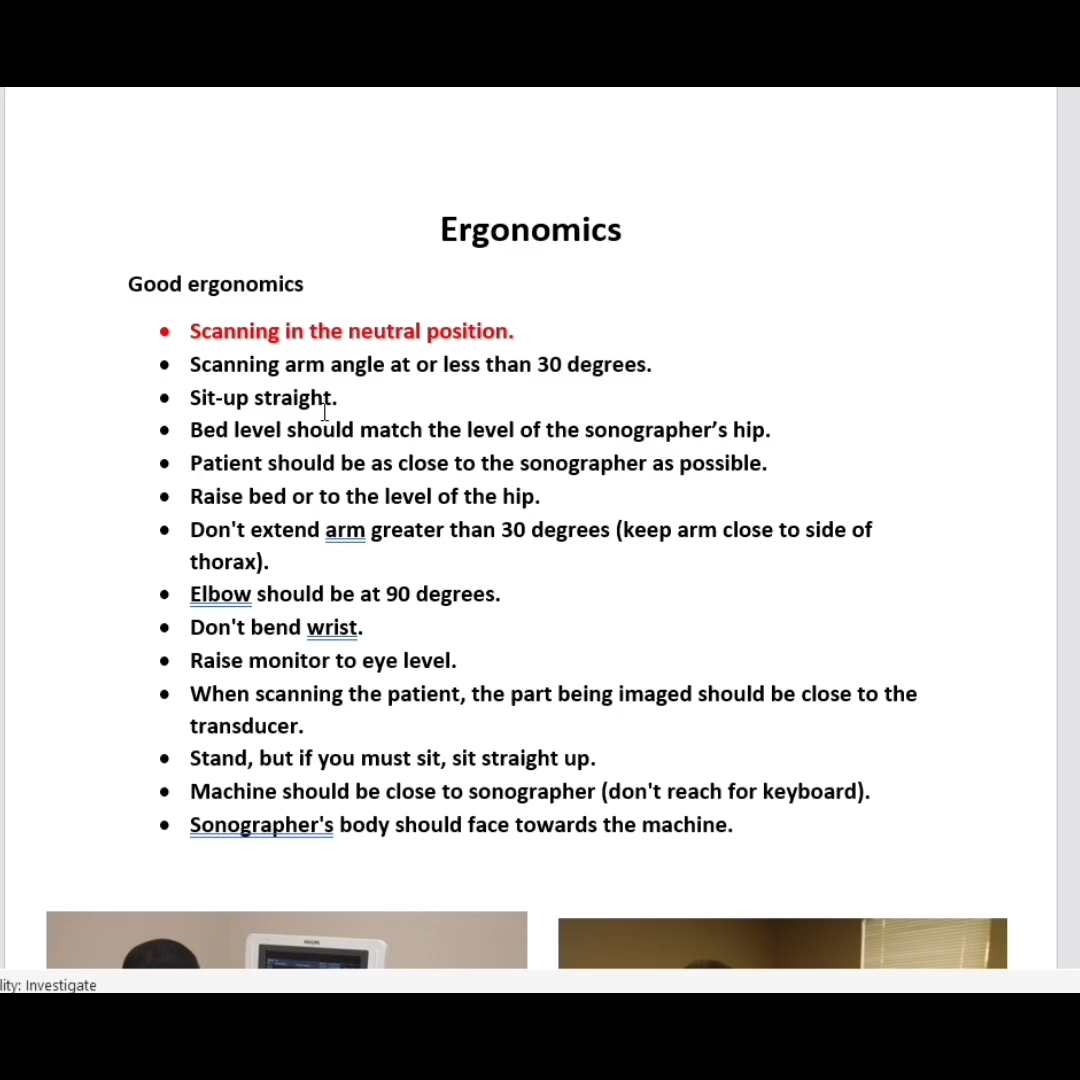 Ergonomics
Good ergonomics
• Scanning in the neutral position.
• Scanning arm angle at or less than 30 degrees.
• Sit-up straight.
• Bed level should match the level of the sonographer’s hip.
• Patient should be as close to the sonographer as possible.
• Raise bed or to the level of the hip.
• Don't extend arm greater than 30 degrees (keep arm close to side of
thorax).
• Elbow should be at 90 degrees.
• Don't bend wrist.
• Raise monitor to eye level.
• When scanning the patient, the part being imaged should be close to the
transducer.
• Stand, but if you must sit, sit straight up.
• Machine should be close to sonographer (don't reach for keyboard).
• Sonographer's body should face towards the machine.
PHILIPS
lity: Investigate